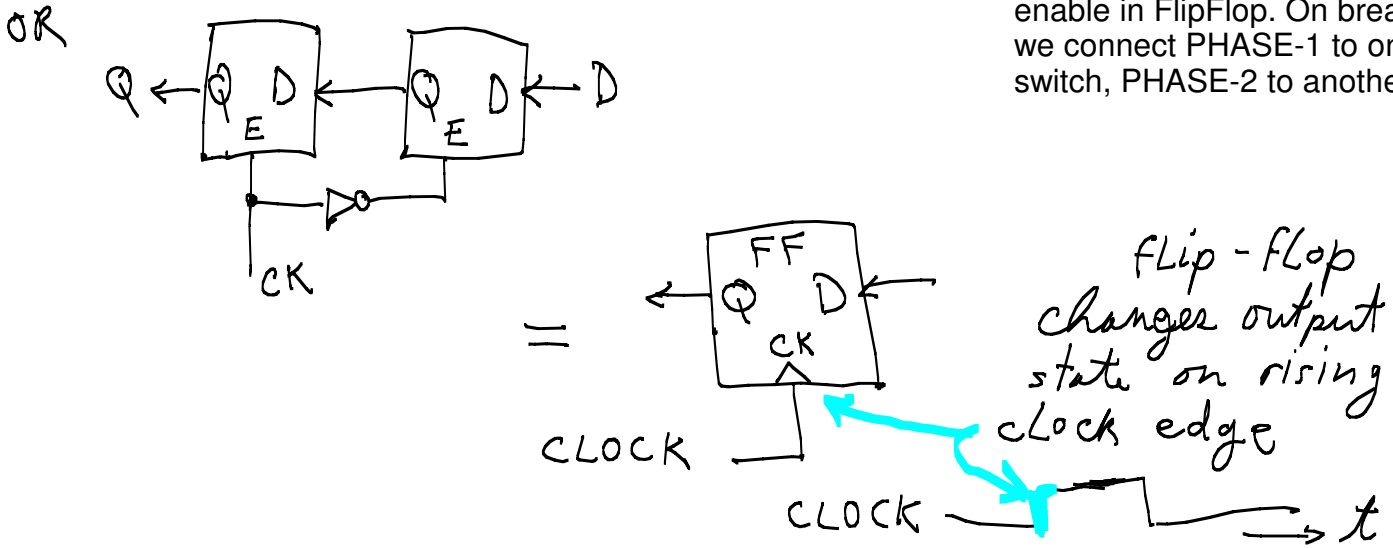 OR
enable in FlipFlop. On brea
we connect PHASE-1 to or
switch, PHASE-2 to anothe
Q Q D Q D D
E E
CK
=
FF
Q D
CK
CLOCK
flip-flop
changes output
state on rising
clock edge
CLOCK t